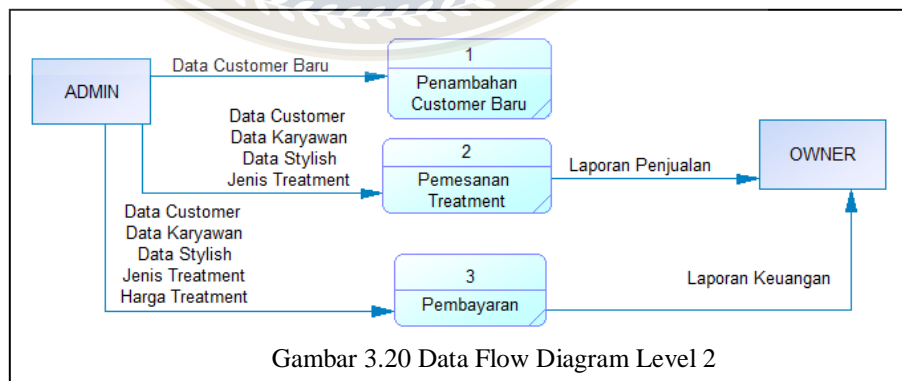 1
Data Customer Baru
Penambahan
Customer Baru
ADMIN
Data Customer
Data Karyawan
Data Stylish
Jenis Treatment
2
Pemesanan
Treatment
Laporan Penjualan
OWNER
Data Customer
Data Karyawan
Data Stylish
Jenis Treatment
Harga Treatment
3
Pembayaran
Laporan Keuangan
Gambar 3.20 Data Flow Diagram Level 2